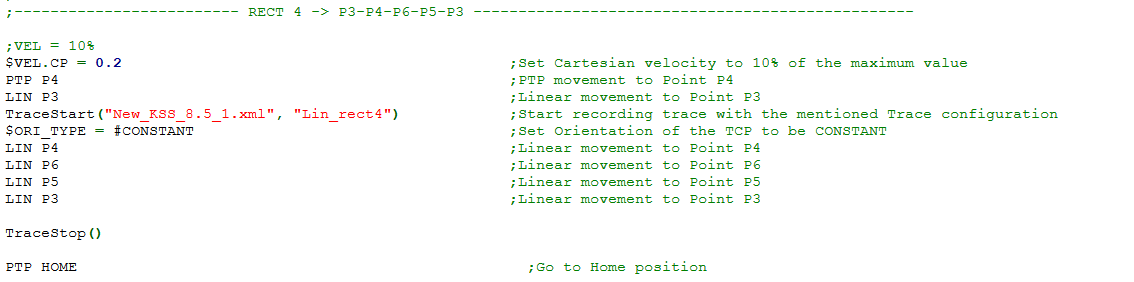 ;------------------------- RECT 4 -> P3-P4-P6-P5-P3 -------------------------------------------------
;VEL = 10%
$VEL.CP = 0.2 ;Set Cartesian velocity to 10% of the maximum value
PTP P4 ;PTP movement to Point P4
LIN P3 ;Linear movement to Point P3
TraceStart("New_KSS_8.5_1.xml", "Lin_rect4") ;Start recording trace with the mentioned Trace configuration
$ORI_TYPE = #CONSTANT ;Set Orientation of the TCP to be CONSTANT
LIN P4 ;Linear movement to Point P4
LIN P6 ;Linear movement to Point P6
LIN P5 ;Linear movement to Point P5
LIN P3 ;Linear movement to Point P3
TraceStop()
PTP HOME ;Go to Home position